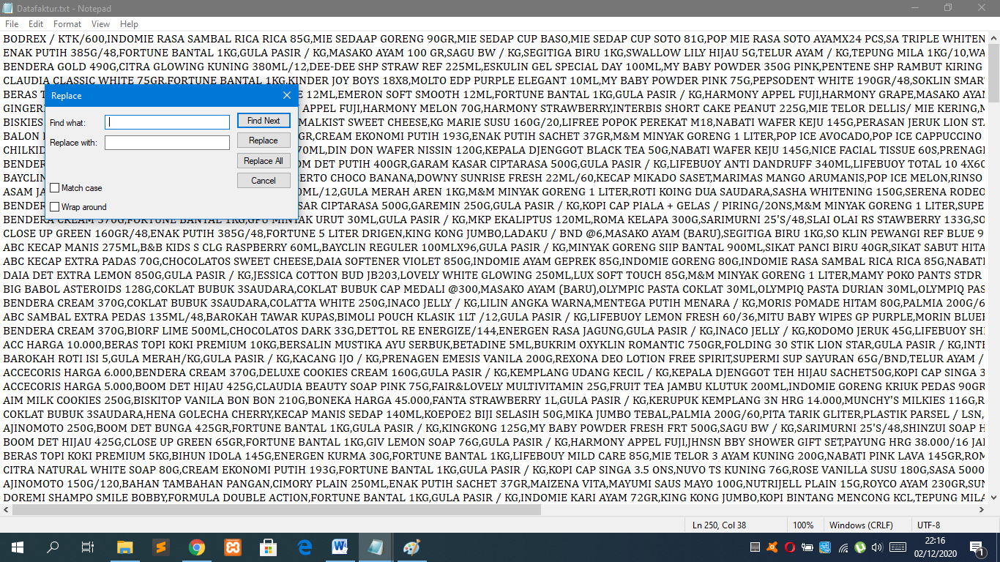 Datafaktur.txt - Notepad
File Edit Format View Help
BODREX / KTK/600,INDOMIE RASA SAMBAL RICA RICA 85G,MIE SEDAAP GORENG 90GR,MIE SEDAP CUP BASO,MIE SEDAP CUP SOTO 81G,POP MIE RASA SOTO AYAMX24 PCS,SA TRIPLE WHITEN
ENAK PUTIH 385G/48,FORTUNE BANTAL 1KG,GULA PASIR / KG,MASAKO AYAM 100 GR,SAGU BW / KG,SEGITIGA BIRU 1KG,SWALLOW LILY HIJAU 5G,TELUR AYAM / KG,TEPUNG MILA 1KG/10,WA
BENDERA GOLD 490G,CITRA GLOWING KUNING 380ML/12,DEE-DEE SHP STRAW REF 225ML,ESKULIN GEL SPECIAL DAY 100ML,MY BABY POWDER 350G PINK,PENTENE SHP RAMBUT KIRING
CLAUDIA CLASSIC WHITE 75GR,FORTUNE BANTAL 1KG,KINDER JOY BOYS 18X8,MOLTO EDP PURPLE ELEGANT 10ML,MY BABY POWDER PINK 75G,PEPSODENT WHITE 190GR/48,SOKLIN SMAR
BERAS T
E 12ML,EMERON SOFT SMOOTH 12ML,FORTUNE BANTAL 1KG,GULA PASIR / KG,HARMONY APPEL FUJI,HARMONY GRAPE,MASAKO AYA
GINGER
APPEL FUJI,HARMONY MELON 70G,HARMONY STRAWBERRY,INTERBIS SHORT CAKE PEANUT 225G,MIE TELOR DELLIS/ MIE KERING,M
BISKIES
MALKIST SWEET CHEESE,KG MARIE SUSU 160G/20,LIFREE POPOK PEREKAT M18,NABATI WAFER KEJU 145G,PERASAN JERUK LION ST
BALON
GR,CREAM EKONOMI PUTIH 193G,ENAK PUTIH SACHET 37GR,M&M MINYAK GORENG 1 LITER,POP ICE AVOCADO,POP ICE CAPPUCCINO
CHILKID
70ML,DIN DON WAFER NISSIN 120G,KEPALA DJENGGOT BLACK TEA 50G,NABATI WAFER KEJU 145G,NICE FACIAL TISSUE 60S,PRENAG
BENDER
OM DET PUTIH 400GR,GARAM KASAR CIPTARASA 500G,GULA PASIR / KG,LIFEBUOY ANTI DANDRUFF 340ML,LIFEBUOY TOTAL 10 4X60
BAYCLIN
ERTO CHOCO BANANA,DOWNY SUNRISE FRESH 22ML/60,KECAP MIKADO SASET,MARIMAS MANGO ARUMANIS,POP ICE MELON,RINSO
ASAM JA
0ML/12,GULA MERAH AREN 1KG,M&M MINYAK GORENG 1 LITER,ROTI KOING DUA SAUDARA,SASHA WHITENING 150G,SERENA RODEO
BENDER
SAR CIPTARASA 500G,GAREMIN 250G,GULA PASIR / KG,KOPI CAP PIALA + GELAS / PIRING/2ONS,M&M MINYAK GORENG 1 LITER,SUPE
BENDERA CREAM 370G,FORTUNE BANTAL 1KG,GPU MINYAK URUT 30ML,GULA PASIR / KG,MKP EKALIPTUS 120ML,ROMA KELAPA 300G,SARIMURNI 25'S/48,SLAI OLAI RS STAWBERRY 133G,SO
CLOSE UP GREEN 160GR/48,ENAK PUTIH 385G/48,FORTUNE 5 LITER DRIGEN,KING KONG JUMBO,LADAKU / BND @6,MASAKO AYAM (BARU),SEGITIGA BIRU 1KG,SO KLIN PEWANGI REF BLUE 9
ABC KECAP MANIS 275ML,B&B KIDS S CLG RASPBERRY 60ML,BAYCLIN REGULER 100MLX96,GULA PASIR / KG,MINYAK GORENG SIIP BANTAL 900ML,SIKAT PANCI BIRU 40GR,SIKAT SABUT HITA
ABC KECAP EXTRA PADAS 70G,CHOCOLATOS SWEET CHEESE,DAIA SOFTENER VIOLET 850G,INDOMIE AYAM GEPREK 85G,INDOMIE GORENG 80G,INDOMIE RASA SAMBAL RICA RICA 85G,NABATI
DAIA DET EXTRA LEMON 850G,GULA PASIR / KG,JESSICA COTTON BUD JB203,LOVELY WHITE GLOWING 250ML,LUX SOFT TOUCH 85G,M&M MINYAK GORENG 1 LITER,MAMY POKO PANTS STDR
BIG BABOL ASTEROIDS 128G,COKLAT BUBUK 3SAUDARA,COKLAT BUBUK CAP MEDALI @300,MASAKO AYAM (BARU),OLYMPIC PASTA COKLAT 30ML,OLYMPIQ PASTA DURIAN 30ML,OLYMPIQ PAS
BENDERA CREAM 370G,COKLAT BUBUK 3SAUDARA,COLATTA WHITE 250G,INACO JELLY / KG,LILIN ANGKA WARNA,MENTEGA PUTIH MENARA / KG,MORIS POMADE HITAM 80G,PALMIA 200G/6
ABC SAMBAL EXTRA PEDAS 135ML/48,BAROKAH TAWAR KUPAS,BIMOLI POUCH KLASIK 1LT /12,GULA PASIR / KG,LIFEBUOY LEMON FRESH 60/36,MITU BABY WIPES GP PURPLE,MORIN BLUEB
BENDERA CREAM 370G,BIORF LIME 500ML,CHOCOLATOS DARK 33G,DETTOL RE ENERGIZE/144,ENERGEN RASA JAGUNG,GULA PASIR / KG,INACO JELLY / KG,KODOMO JERUK 45G,LIFEBUOY SH
ACC HARGA 10.000,BERAS TOPI KOKI PREMIUM 10KG,BERSALIN MUSTIKA AYU SERBUK,BETADINE 5ML,BUKRIM OXYKLIN ROMANTIC 750GR,FOLDING 30 STIK LION STAR,GULA PASIR / KG,INT
BAROKAH ROTI ISI 5,GULA MERAH/KG,GULA PASIR / KG,KACANG IJO / KG,PRENAGEN EMESIS VANILA 200G,REXONA DEO LOTION FREE SPIRIT,SUPERMI SUP SAYURAN 65G/BND,TELUR AYAM /
ACCECORIS HARGA 6.000,BENDERA CREAM 370G,DELUXE COOKIES CREAM 160G,GULA PASIR / KG,KEMPLANG UDANG KECIL / KG,KEPALA DJENGGOT TEH HIJAU SACHET50G,KOPI CAP SINGA 3
ACCECORIS HARGA 5.000,BOOM DET HIJAU 425G,CLAUDIA BEAUTY SOAP PINK 75G,FAIR&LOVELY MULTIVITAMIN 25G,FRUIT TEA JAMBU KLUTUK 200ML,INDOMIE GORENG KRIUK PEDAS 90GR
AIM MILK COOKIES 250G,BISKITOP VANILA BON BON 210G,BONEKA HARGA 45.000,FANTA STRAWBERRY 1L,GULA PASIR / KG,KERUPUK KEMPLANG 3N HRG 14.000,MUNCHY'S MILKIES 116G,R
COKLAT BUBUK 3SAUDARA,HENA GOLECHA CHERRY,KECAP MANIS SEDAP 140ML,KOEPOE2 BIJI SELASIH 50G,MIKA JUMBO TEBAL,PALMIA 200G/60,PITA TARIK GLITER,PLASTIK PARSEL / LSN,
AJINOMOTO 250G,BOOM DET BUNGA 425GR,FORTUNE BANTAL 1KG,GULA PASIR / KG,KINGKONG 125G,MY BABY POWDER FRESH FRT 500G,SAGU BW / KG,SARIMURNI 25'S/48,SHINZUI SOAP H
BOOM DET HIJAU 425G,CLOSE UP GREEN 65GR,FORTUNE BANTAL 1KG,GIV LEMON SOAP 76G,GULA PASIR / KG,HARMONY APPEL FUJI,JHNSN BBY SHOWER GIFT SET,PAYUNG HRG 38.000/16 JA
BERAS TOPI KOKI PREMIUM 5KG,BIHUN IDOLA 145G,ENERGEN KURMA 30G,FORTUNE BANTAL 1KG,LIFEBOUY MILD CARE 85G,MIE TELOR 3 AYAM KUNING 200G,NABATI PINK LAVA 145GR,ROM
CITRA NATURAL WHITE SOAP 80G,CREAM EKONOMI PUTIH 193G,FORTUNE BANTAL 1KG,GULA PASIR / KG,KOPI CAP SINGA 3.5 ONS,NUVO TS KUNING 76G,ROSE VANILLA SUSU 180G,SASA 5000
AJINOMOTO 150G/120,BAHAN TAMBAHAN PANGAN,CIMORY PLAIN 250ML,ENAK PUTIH SACHET 37GR,MAIZENA VITA,MAYUMI SAUS MAYO 100G,NUTRIJELL PLAIN 15G,ROYCO AYAM 230GR,SUN
DOREMI SHAMPO SMILE BOBBY,FORMULA DOUBLE ACTION,FORTUNE BANTAL 1KG,GULA PASIR / KG,INDOMIE KARI AYAM 72GR,KING KONG JUMBO,KOPI BINTANG MENCONG KCL,TEPUNG MILA
Replace
Find what:
Find Next
Replace with:
Replace
Replace All
Cancel
Match case
Wrap around
Ln 250, Col 38 100% Windows (CRLF) UTF-8
22:16
02/12/2020
1